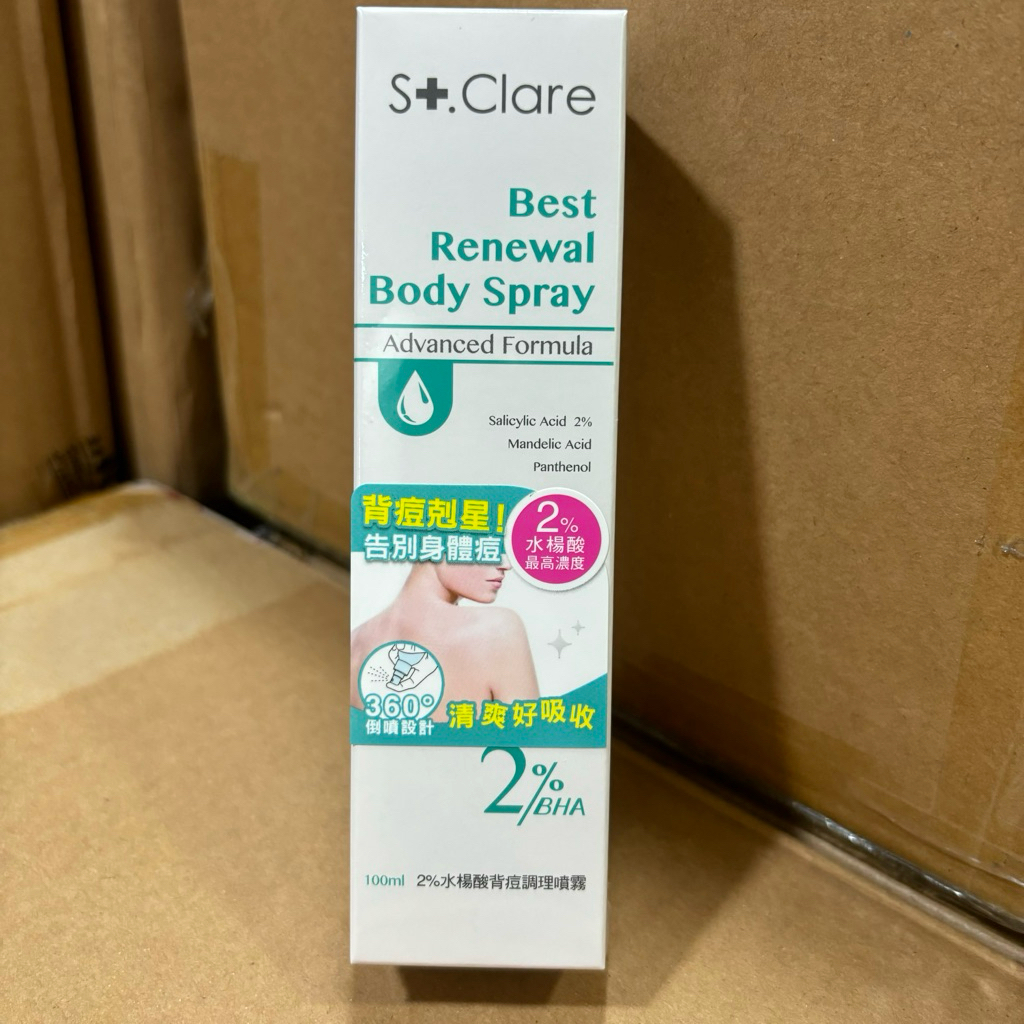 St.Clare
Best
Renewal
Body Spray
Advanced Formula
Salicylic Acid 2%
Mandelic Acid
Panthenol
背痘剋星!
告別身體痘
2%
水楊酸
最高濃度
360°
倒噴設計
清爽好吸收
2%
BHA
100ml 2%水楊酸背痘調理噴霧